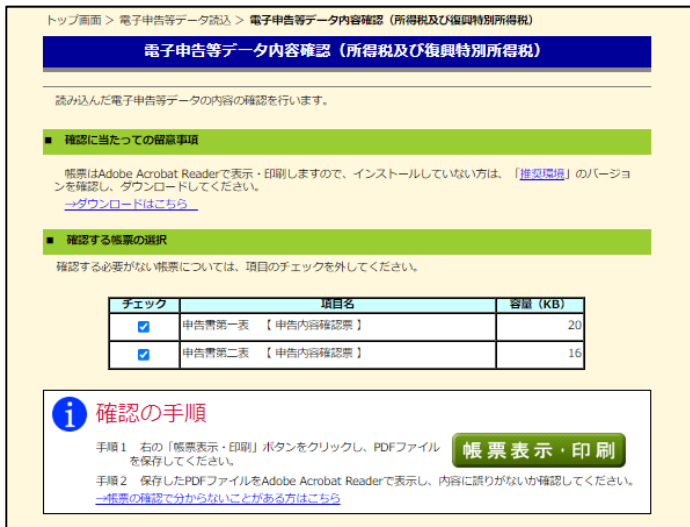 トップ画面 > 電子申告等データ読込 > 電子申告等データ内容確認(所得税及び復興特別所得税)
電子申告等データ内容確認(所得税及び復興特別所得税)
読み込んだ電子申告等データの内容の確認を行います。
■ 確認に当たっての留意事項
帳票はAdobe Acrobat Readerで表示・印刷しますので、インストールしていない方は、「推奨環境」のバージョ
ンを確認し、ダウンロードしてください。
→ダウンロードはこちら
■ 確認する帳票の選択
確認する必要がない帳票については、項目のチェックを外してください。
チェック 項目名 容量(KB)
申告書第一表 【 申告内容確認票 】 20
申告書第二表 【 申告内容確認票 】 16
i 確認の手順
手順1 右の「帳票表示・印刷」ボタンをクリックし、PDFファイル
を保存してください。
帳票表示・印刷
手順2 保存したPDFファイルをAdobe Acrobat Readerで表示し、内容に誤りがないか確認してください。
→帳票の確認で分からないことがある方はこちら